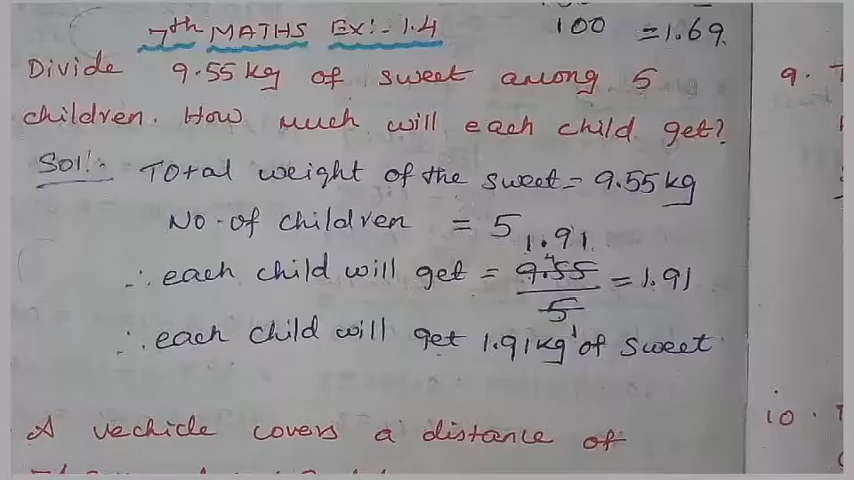 7th MATHS Ex:- 1.4
100 = 1.69
Divide 9.55 kg of sweet among 5
children. How much will each child get?
Sol:- Total weight of the sweet = 9.55 kg
No. of children = 5
1.91
∴ each child will get = 9.55/5 = 1.91
∴ each child will get 1.91 kg of sweet
A vechicle covers a distance of
9.
10.